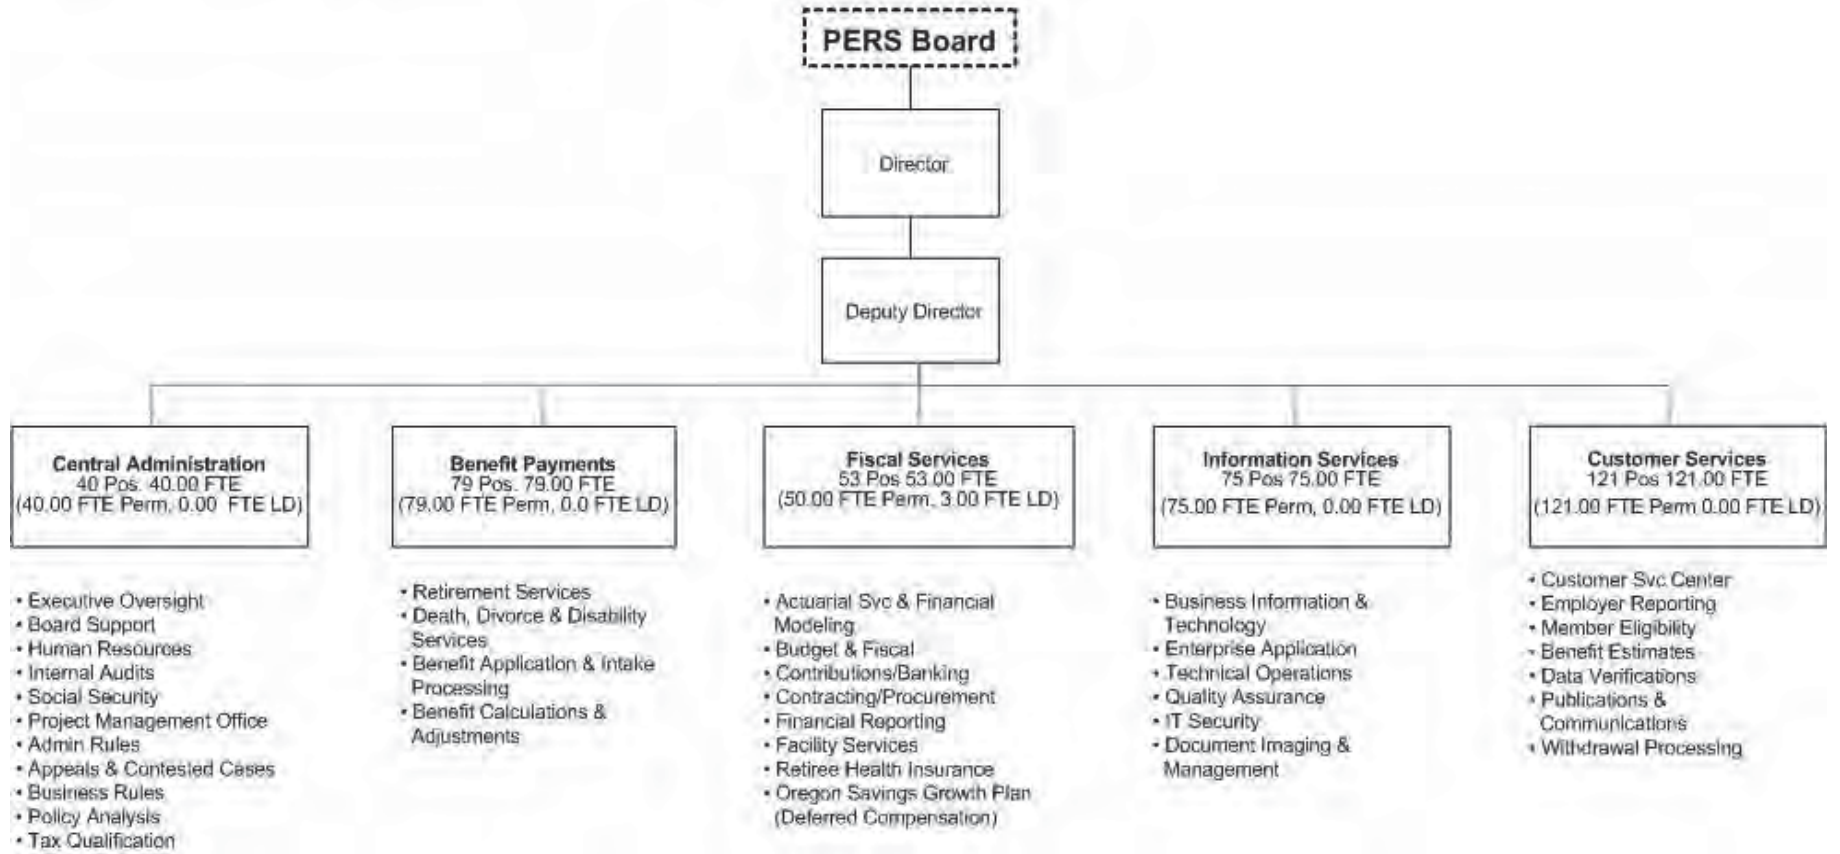 PERS Board
Director
Deputy Director
Central Administration
40 Pos. 40.00 FTE
(40.00 FTE Perm, 0.00 FTE LD)
• Executive Oversight
• Board Support
• Human Resources
• Internal Audits
• Social Security
• Project Management Office
• Admin Rules
• Appeals & Contested Cases
• Business Rules
• Policy Analysis
• Tax Qualification
Benefit Payments
79 Pos. 79.00 FTE
(79.00 FTE Perm, 0.0 FTE LD)
• Retirement Services
• Death, Divorce & Disability
Services
• Benefit Application & Intake
Processing
• Benefit Calculations &
Adjustments
Fiscal Services
53 Pos 53.00 FTE
(50.00 FTE Perm, 3.00 FTE LD)
• Actuarial Svc & Financial
Modeling
• Budget & Fiscal
• Contributions/Banking
• Contracting/Procurement
• Financial Reporting
• Facility Services
• Retiree Health Insurance
• Oregon Savings Growth Plan
(Deferred Compensation)
Information Services
75 Pos 75.00 FTE
(75.00 FTE Perm, 0.00 FTE LD)
• Business Information &
Technology
• Enterprise Application
• Technical Operations
• Quality Assurance
• IT Security
• Document Imaging &
Management
Customer Services
121 Pos 121.00 FTE
(121.00 FTE Perm 0.00 FTE LD)
• Customer Svc Center
• Employer Reporting
• Member Eligibility
• Benefit Estimates
• Data Verifications
• Publications &
Communications
• Withdrawal Processing